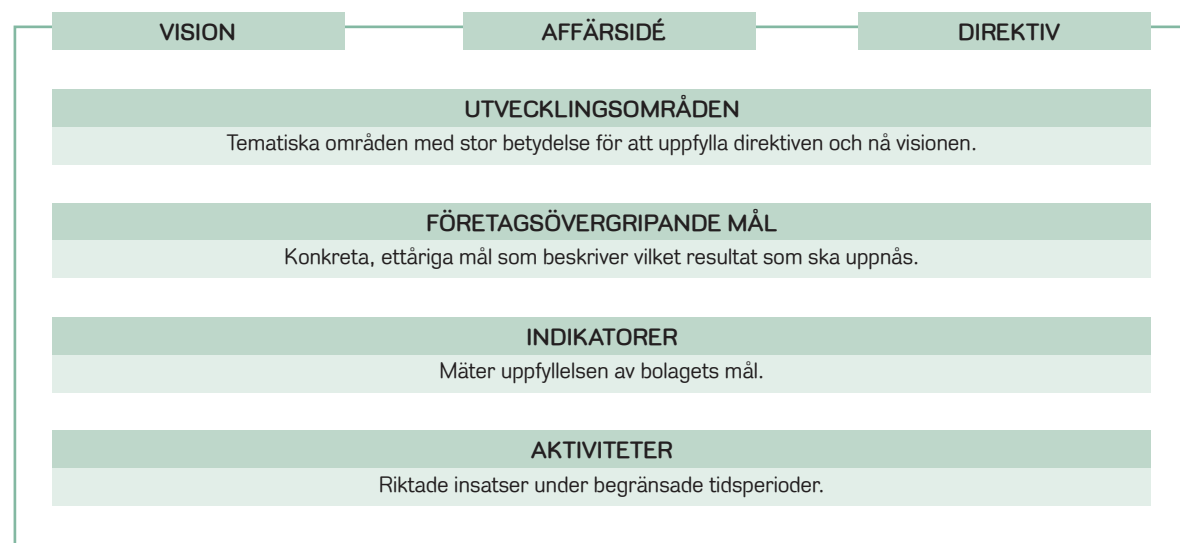 VISION
AFFÄRSIDÉ
DIREKTIV
UTVECKLINGSOMRÅDEN
Tematiska områden med stor betydelse för att uppfylla direktiven och nå visionen.
FÖRETAGSÖVERGRIPANDE MÅL
Konkreta, ettåriga mål som beskriver vilket resultat som ska uppnås.
INDIKATORER
Mäter uppfyllelsen av bolagets mål.
AKTIVITETER
Riktade insatser under begränsade tidsperioder.